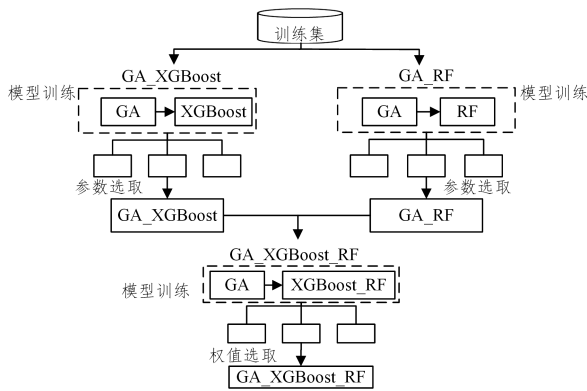 训练集
GA_XGBoost
GA_RF
模型训练
模型训练
GA
XGBoost
GA
RF
参数选取
参数选取
GA_XGBoost
GA_RF
GA_XGBoost_RF
模型训练
GA
XGBoost_RF
权值选取
GA_XGBoost_RF